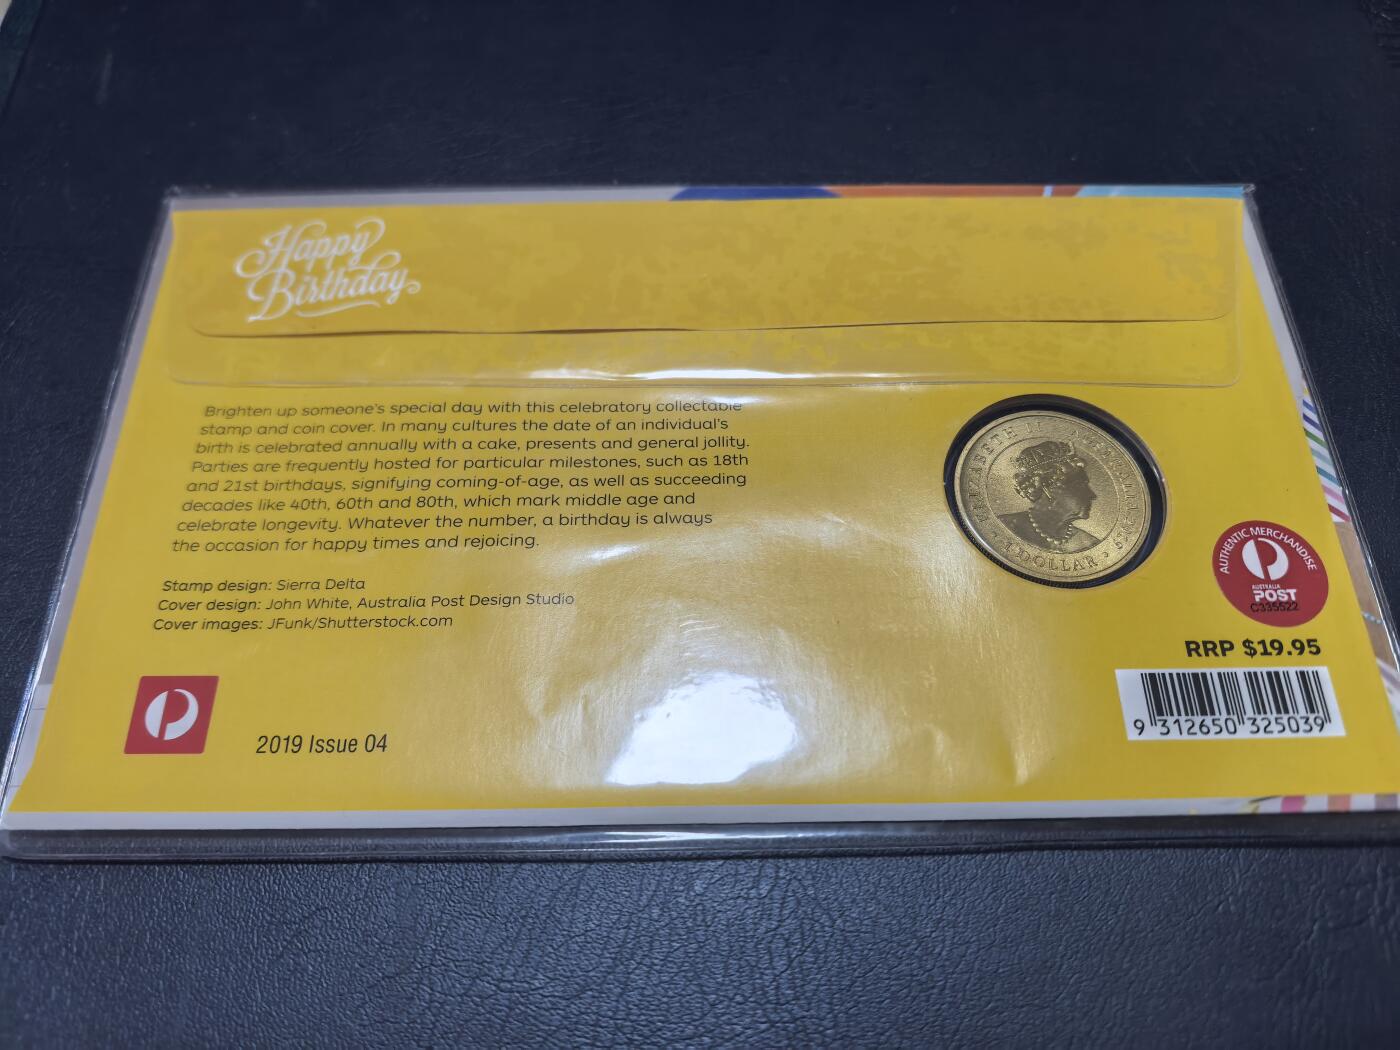 Happy
Birthday
Brighten up someone's special day with this celebratory collectable
stamp and coin cover. In many cultures the date of an individual's
birth is celebrated annually with a cake, presents and general jollity.
Parties are frequently hosted for particular milestones, such as 18th
and 21st birthdays, signifying coming-of-age, as well as succeeding
decades like 40th, 60th and 80th, which mark middle age and
celebrate longevity. Whatever the number, a birthday is always
the occasion for happy times and rejoicing.
Stamp design: Sierra Delta
Cover design: John White, Australia Post Design Studio
Cover images: JFunk/Shutterstock.com
2019 Issue 04
ELIZABETH II AUSTRALIA 2019
1 DOLLAR
AUTHENTIC MERCHANDISE
AUSTRALIA
POST
C335522
RRP $19.95
9 312650 325039